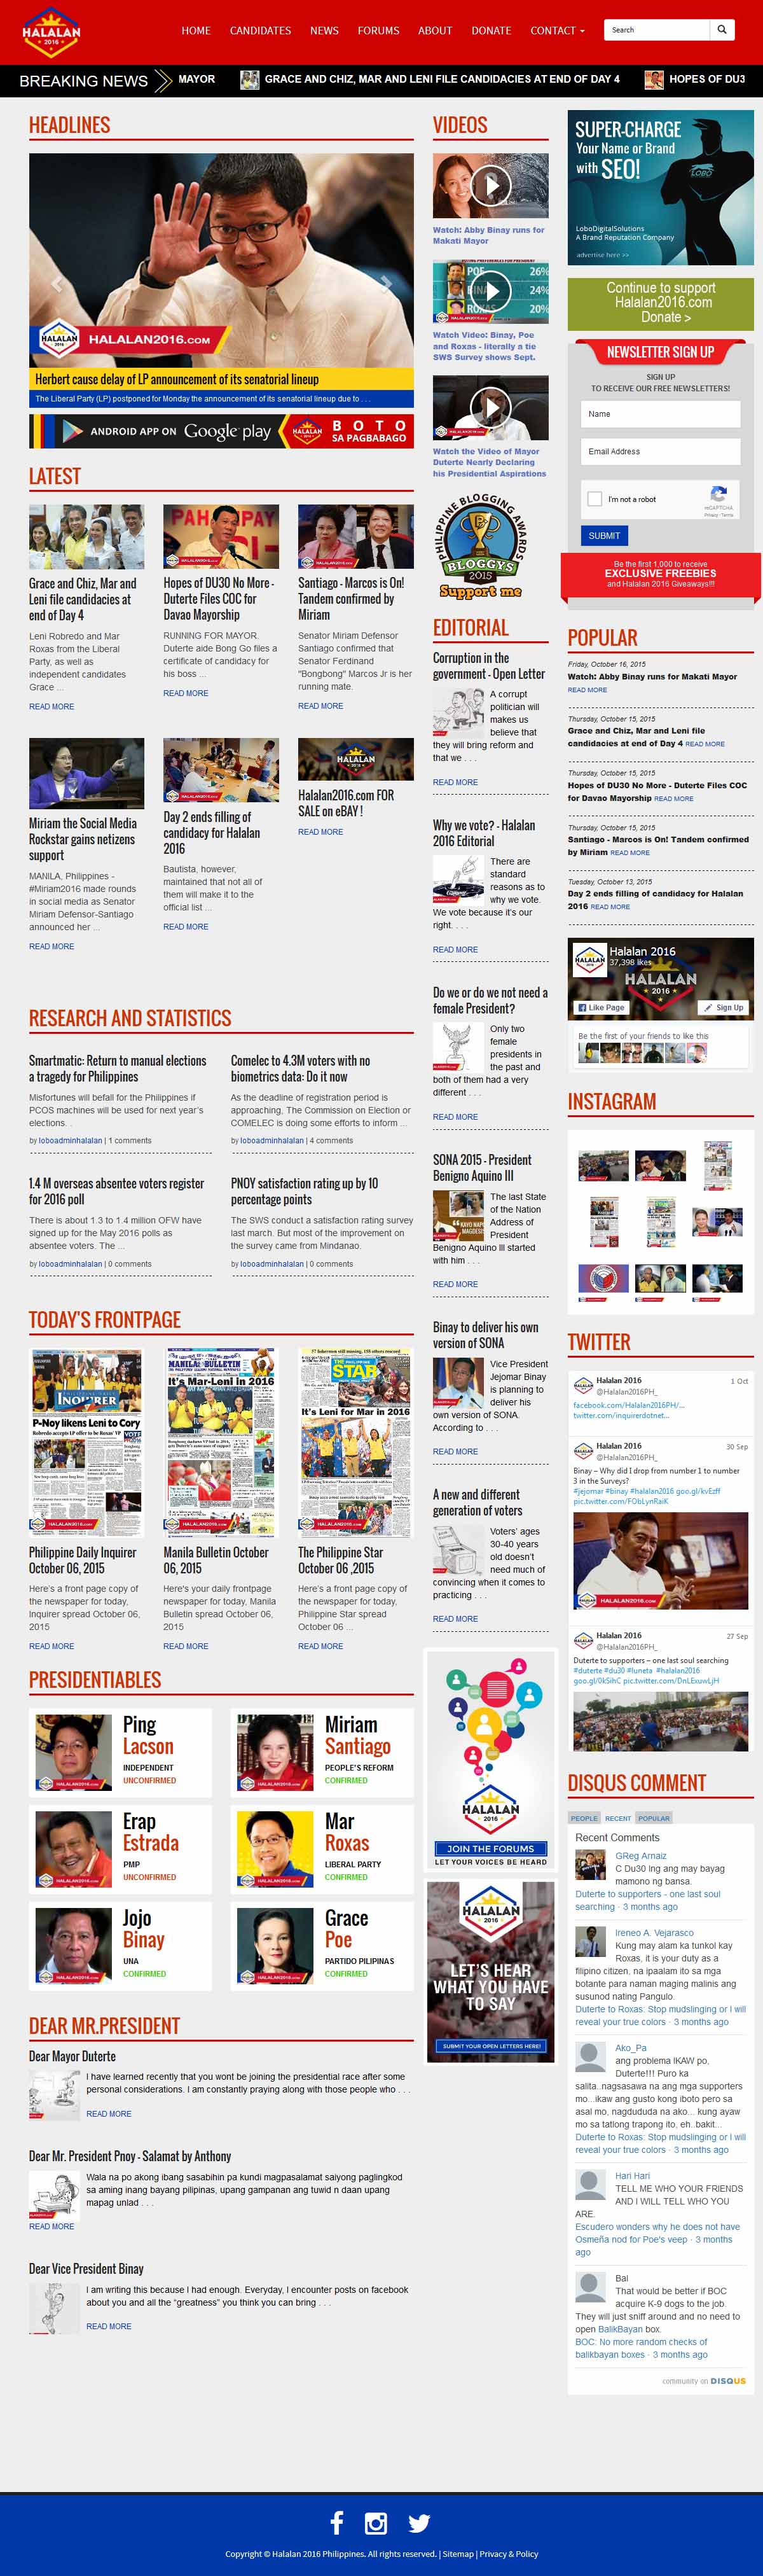 HALALAN
2016
HOME CANDIDATES NEWS FORUMS ABOUT DONATE CONTACT
Search
BREAKING NEWS
MAYOR GRACE AND CHIZ, MAR AND LENI FILE CANDIDACIES AT END OF DAY 4 HOPES OF DU3
HEADLINES
HALALAN2016.COM
Herbert cause delay of LP announcement of its senatorial lineup
The Liberal Party (LP) postponed for Monday the announcement of its senatorial lineup due to . . .
ANDROID APP ON Google play
HALALAN
BOTO
SA PAGBABAGO
LATEST
Grace and Chiz, Mar and
Leni file candidacies at
end of Day 4
Leni Robredo and Mar
Roxas from the Liberal
Party, as well as
independent candidates
Grace ...
READ MORE
Hopes of DU30 No More -
Duterte Files COC for
Davao Mayorship
RUNNING FOR MAYOR.
Duterte aide Bong Go files a
certificate of candidacy for
his boss ...
READ MORE
Santiago - Marcos is On!
Tandem confirmed by
Miriam
Senator Miriam Defensor
Santiago confirmed that
Senator Ferdinand
"Bongbong" Marcos Jr is her
running mate.
READ MORE
Miriam the Social Media
Rockstar gains netizens
support
MANILA, Philippines -
#Miriam2016 made rounds
in social media as Senator
Miriam Defensor-Santiago
announced her ...
READ MORE
Day 2 ends filling of
candidacy for Halalan
2016
Bautista, however,
maintained that not all of
them will make it to the
official list ...
READ MORE
HALALAN
Halalan2016.com FOR
SALE on eBAY !
READ MORE
RESEARCH AND STATISTICS
Smartmatic: Return to manual elections
a tragedy for Philippines
Misfortunes will befall for the Philippines if
PCOS machines will be used for next year's
elections. .
by loboadminhalalan | 1 comments
Comelec to 4.3M voters with no
biometrics data: Do it now
As the deadline of registration period is
approaching, The Commission on Election or
COMELEC is doing some efforts to inform ...
by loboadminhalalan | 4 comments
1.4 M overseas absentee voters register
for 2016 poll
There is about 1.3 to 1.4 million OFW have
signed up for the May 2016 polls as
absentee voters. The ...
by loboadminhalalan | 0 comments
PNOY satisfaction rating up by 10
percentage points
The SWS conduct a satisfaction rating survey
last march. But most of the improvement on
the survey came from Mindanao.
by loboadminhalalan | 0 comments
TODAY'S FRONTPAGE
INQUIRER
P-Noy likens Leni to Cory
Robredo accepts LP offer to be Roxas' VP
Philippine Daily Inquirer
October 06, 2015
Here's a front page copy of
the newspaper for today,
Inquirer spread October 06,
2015
READ MORE
MANILA BULLETIN
It's Mar-Leni in 2016
Manila Bulletin October
06, 2015
Here's your daily frontpage
newspaper for today, Manila
Bulletin spread October 06,
2015
READ MORE
STAR
It's Leni for Mar in 2016
The Philippine Star
October 06 ,2015
Here's a front page copy of
the newspaper for today,
Philippine Star spread
October 06 ...
READ MORE
PRESIDENTIABLES
Ping
Lacson
INDEPENDENT
UNCONFIRMED
Miriam
Santiago
PEOPLE'S REFORM
CONFIRMED
Erap
Estrada
PMP
UNCONFIRMED
Mar
Roxas
LIBERAL PARTY
CONFIRMED
Jojo
Binay
UNA
CONFIRMED
Grace
Poe
PARTIDO PILIPINAS
CONFIRMED
DEAR MR.PRESIDENT
Dear Mayor Duterte
I have learned recently that you wont be joining the presidential race after some
personal considerations. I am constantly praying along with those people who . . .
READ MORE
Dear Mr. President Pnoy - Salamat by Anthony
Wala na po akong ibang sasabihin pa kundi magpasalamat saiyong paglingkod
sa aming inang bayang pilipinas, upang gampanan ang tuwid n daan upang
mapag unlad . . .
READ MORE
Dear Vice President Binay
I am writing this because I had enough. Everyday, I encounter posts on facebook
about you and all the “greatness” you think you can bring . . .
READ MORE
VIDEOS
Watch: Abby Binay runs for
Makati Mayor
POE 26%
BINAY
ROXAS 20%
Watch Video: Binay, Poe
and Roxas - literally a tie
SWS Survey shows Sept.
Watch the Video of Mayor
Duterte Nearly Declaring
his Presidential Aspirations
PHILIPPINE BLOGGING AWARDS
BLOGGYS
2015
Support me
EDITORIAL
Corruption in the
government - Open Letter
A corrupt
politician will
makes us
believe that
they will bring reform and
that we . . .
READ MORE
Why we vote? - Halalan
2016 Editorial
There are
standard
reasons as to
why we vote.
We vote because it's our
right. . . .
READ MORE
Do we or do we not need a
female President?
Only two
female
presidents in
the past and
both of them had a very
different . . .
READ MORE
SONA 2015 - President
Benigno Aquino III
The last State
of the Nation
Address of
President
Benigno Aquino III started
with him . . .
READ MORE
Binay to deliver his own
version of SONA
Vice President
Jejomar Binay
is planning to
deliver his
own version of SONA.
According to . . .
READ MORE
A new and different
generation of voters
Voters' ages
30-40 years
old doesn't
need much of
convincing when it comes to
practicing . . .
READ MORE
HALALAN
2016
JOIN THE FORUMS
LET YOUR VOICES BE HEARD
HALALAN
2016
LET'S HEAR
WHAT YOU HAVE
TO SAY
SUBMIT YOUR OPEN LETTERS HERE!
SUPER-CHARGE
Your Name or Brand
with SEO!
LOBO
LoboDigitalSolutions
A Brand Reputation Company
advertise here >>
Continue to support
Halalan2016.com
Donate >
NEWSLETTER SIGN UP
SIGN UP
TO RECEIVE OUR FREE NEWSLETTERS!
Name
Email Address
I'm not a robot
reCAPTCHA
Privacy - Terms
SUBMIT
Be the first 1,000 to receive
EXCLUSIVE FREEBIES
and Halalan 2016 Giveaways!!!
POPULAR
Friday, October 16, 2015
Watch: Abby Binay runs for Makati Mayor
READ MORE
Thursday, October 15, 2015
Grace and Chiz, Mar and Leni file
candidacies at end of Day 4 READ MORE
Thursday, October 15, 2015
Hopes of DU30 No More - Duterte Files COC
for Davao Mayorship READ MORE
Thursday, October 15, 2015
Santiago - Marcos is On! Tandem confirmed
by Miriam READ MORE
Tuesday, October 13, 2015
Day 2 ends filling of candidacy for Halalan
2016 READ MORE
Halalan 2016
37,398 likes
HALALAN
2016
Like Page
Sign Up
Be the first of your friends to like this
INSTAGRAM
TWITTER
Halalan 2016 1 Oct
@Halalan2016PH_
facebook.com/Halalan2016PH/...
twitter.com/inquirerdotnet...
Halalan 2016 30 Sep
@Halalan2016PH_
Binay – Why did I drop from number 1 to number
3 in the Surveys?
#jejomar #binay #halalan2016 goo.gl/kvEzff
pic.twitter.com/FObLynRaiK
HALALAN2016.COM
Halalan 2016 27 Sep
@Halalan2016PH_
Duterte to supporters – one last soul searching
#duterte #du30 #luneta #halalan2016
goo.gl/0kSihC pic.twitter.com/DnLExuwLjH
DISQUS COMMENT
PEOPLE RECENT POPULAR
Recent Comments
GReg Arnaiz
C Du30 lng ang may bayag
mamono ng bansa.
Duterte to supporters - one last soul
searching · 3 months ago
Ireneo A. Vejarasco
Kung may alam ka tunkol kay
Roxas, it is your duty as a
filipino citizen, na ipaalam ito sa mga
botante para naman maging malinis ang
susunod nating Pangulo.
Duterte to Roxas: Stop mudslinging or I will
reveal your true colors · 3 months ago
Ako_Pa
ang problema IKAW po,
Duterte!!! Puro ka
salita..nagsasawa na ang mga supporters
mo...ikaw ang gusto kong iboto pero sa
asal mo, nagdududa na ako... kung ayaw
mo sa tatlong trapong ito, eh..bakit...
Duterte to Roxas: Stop mudslinging or I will
reveal your true colors · 3 months ago
Hari Hari
TELL ME WHO YOUR FRIENDS
AND I WILL TELL WHO YOU
ARE.
Escudero wonders why he does not have
Osmeña nod for Poe's veep · 3 months
ago
Bal
That would be better if BOC
acquire K-9 dogs to the job.
They will just sniff around and no need to
open BalikBayan box.
BOC: No more random checks of
balikbayan boxes · 3 months ago
community on DISQUS
Copyright © Halalan 2016 Philippines. All rights reserved. | Sitemap | Privacy & Policy